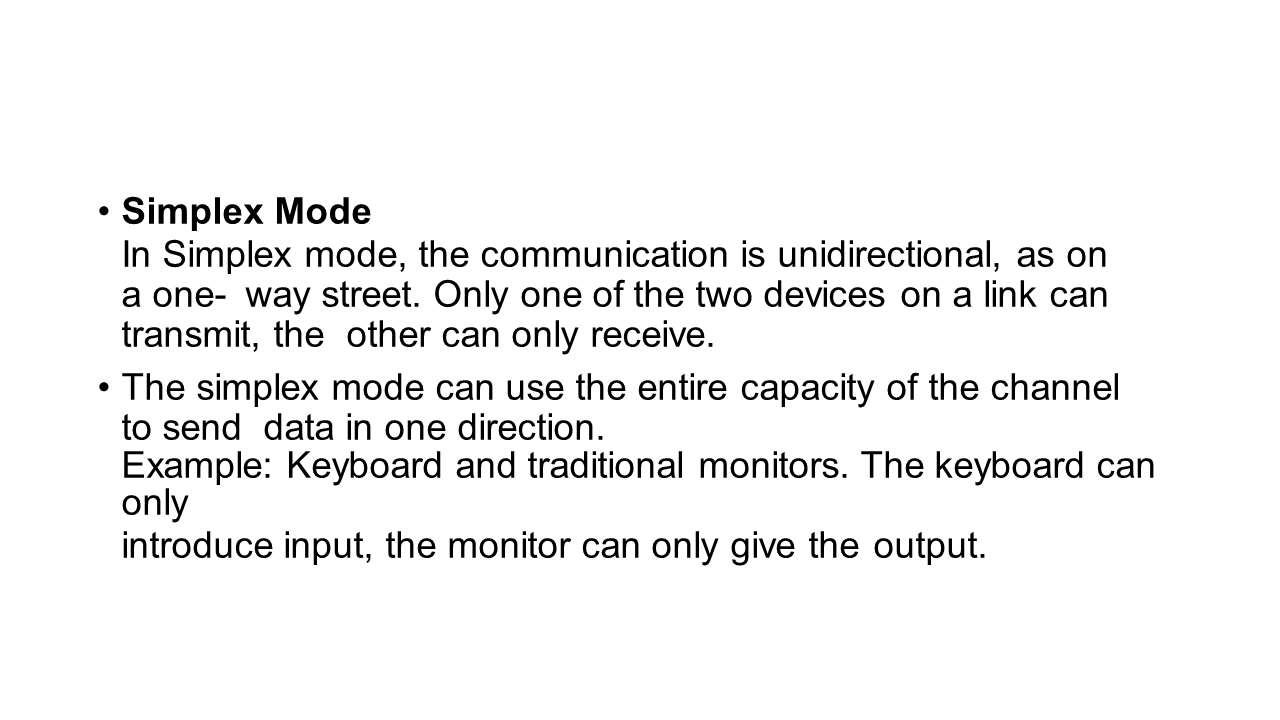 • Simplex Mode
In Simplex mode, the communication is unidirectional, as on
a one-  way street. Only one of the two devices on a link can
transmit, the  other can only receive.
• The simplex mode can use the entire capacity of the channel
to send  data in one direction.
Example: Keyboard and traditional monitors. The keyboard can
only
introduce input, the monitor can only give the output.